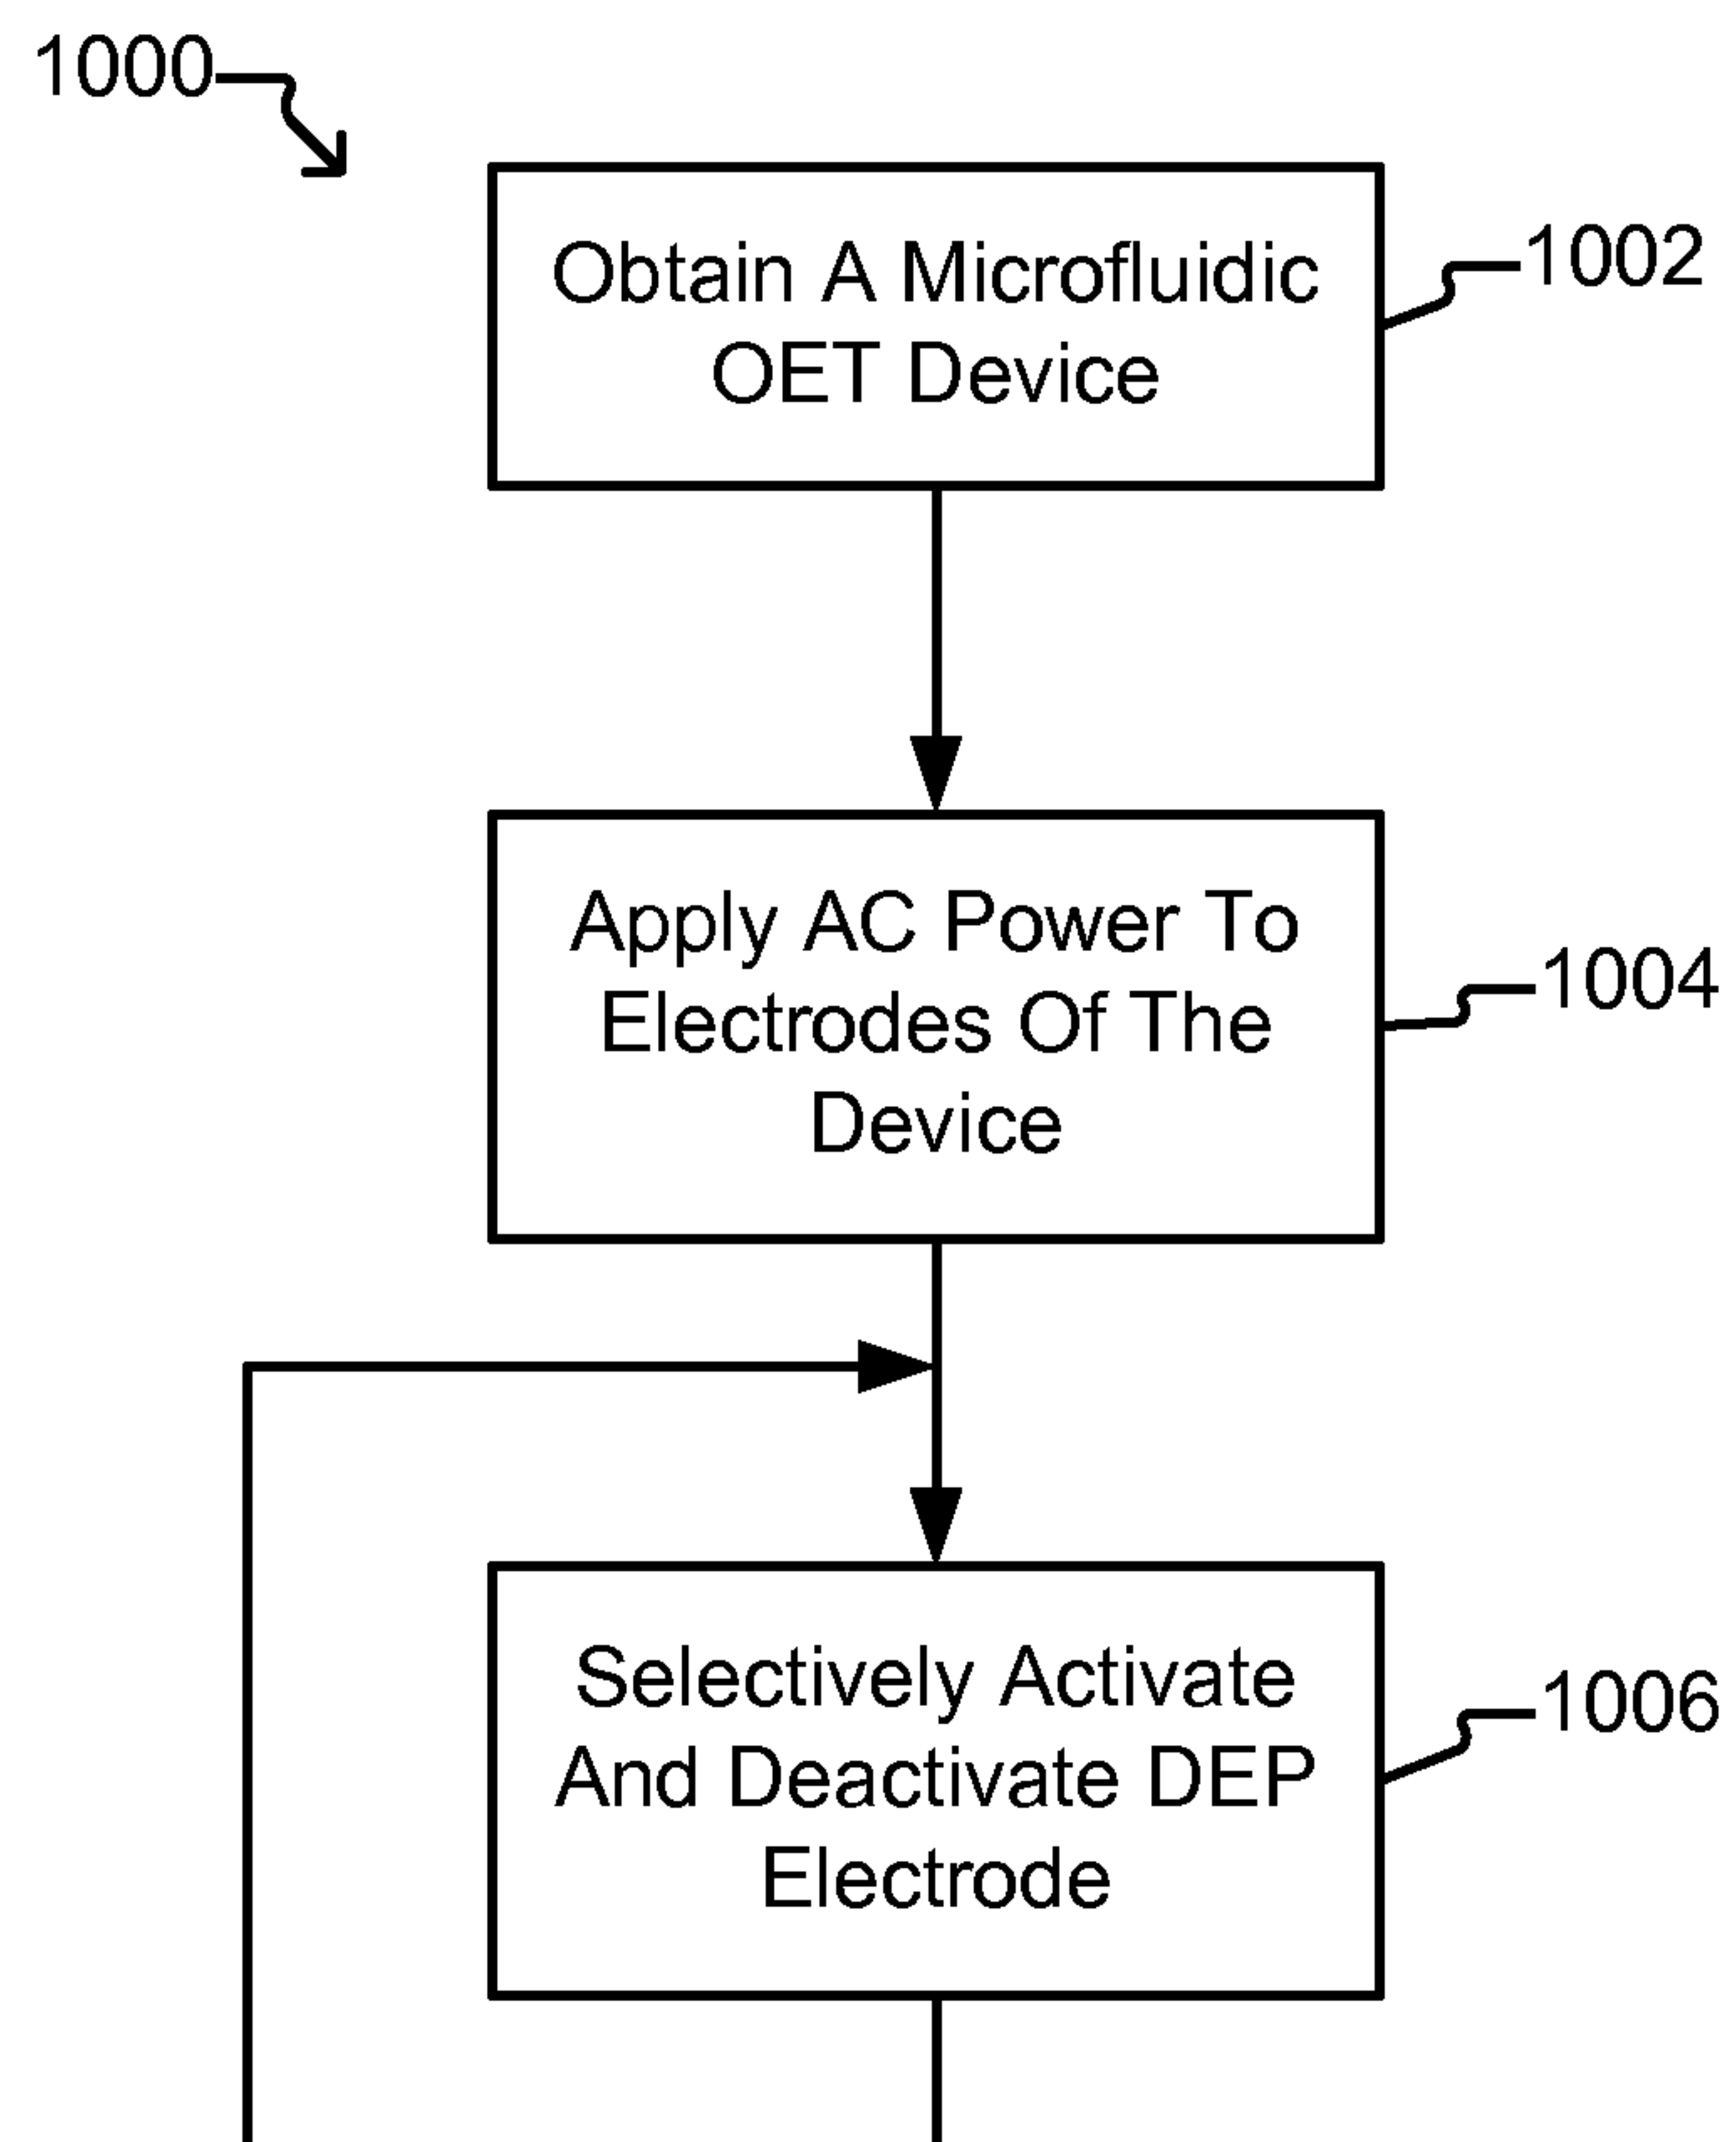 1000
Obtain A Microfluidic
OET Device
1002
Apply AC Power To
Electrodes Of The
Device
1004
Selectively Activate
And Deactivate DEP
Electrode
1006